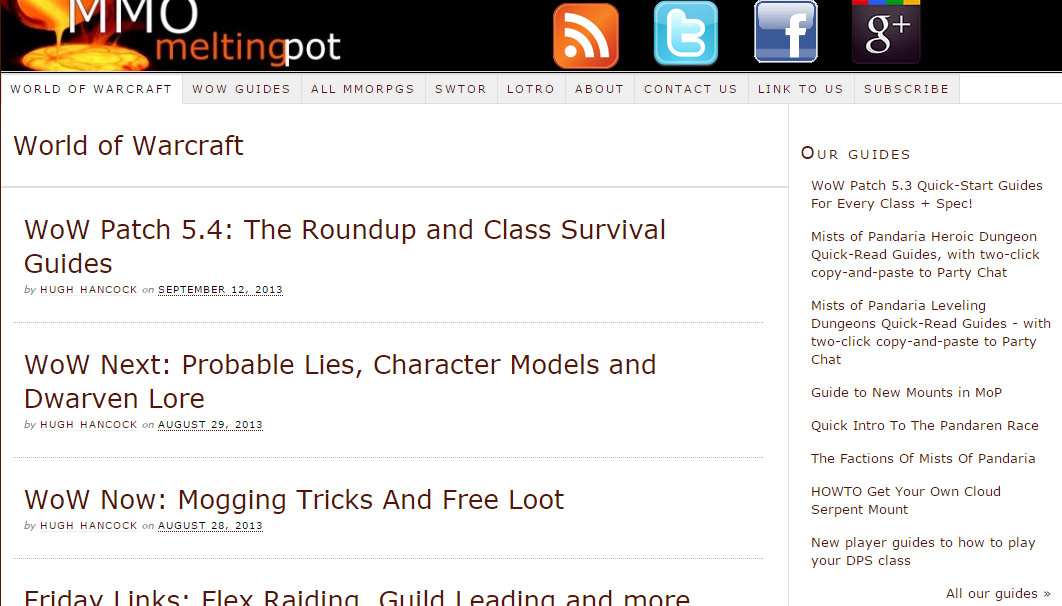 MMO
meltingpot
g+
WORLD OF WARCRAFT
WOW GUIDES
ALL MMORPGS
SWTOR
LOTRO
ABOUT
CONTACT US
LINK TO US
SUBSCRIBE
World of Warcraft
WoW Patch 5.4: The Roundup and Class Survival
Guides
by HUGH HANCOCK on SEPTEMBER 12, 2013
WoW Next: Probable Lies, Character Models and
Dwarven Lore
by HUGH HANCOCK on AUGUST 29, 2013
WoW Now: Mogging Tricks And Free Loot
by HUGH HANCOCK on AUGUST 28, 2013
Friday Links: Flex Raiding, Guild Leading and more
OUR GUIDES
WoW Patch 5.3 Quick-Start Guides
For Every Class + Spec!
Mists of Pandaria Heroic Dungeon
Quick-Read Guides, with two-click
copy-and-paste to Party Chat
Mists of Pandaria Leveling
Dungeons Quick-Read Guides - with
two-click copy-and-paste to Party
Chat
Guide to New Mounts in MoP
Quick Intro To The Pandaren Race
The Factions Of Mists Of Pandaria
HOWTO Get Your Own Cloud
Serpent Mount
New player guides to how to play
your DPS class
All our guides »